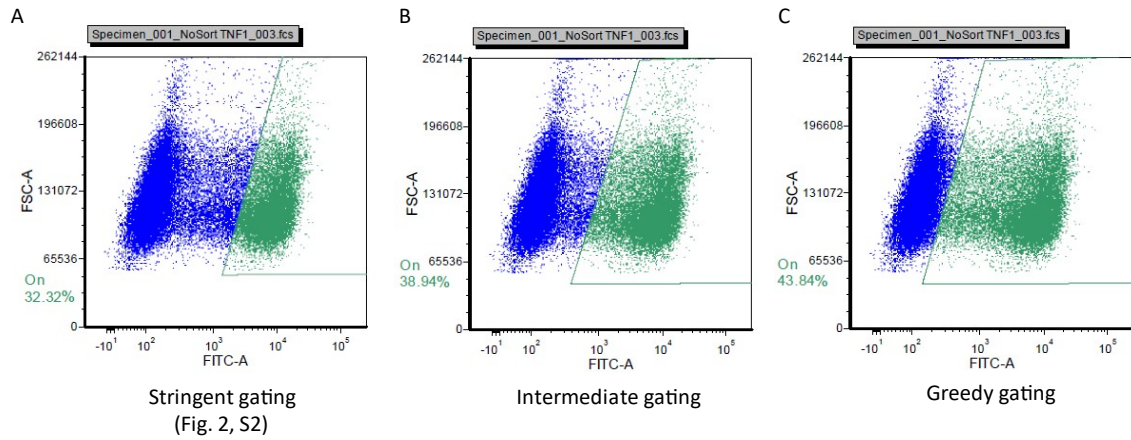 A
Specimen_001_NoSort TNF1_003.fcs
262144
196608
131072
65536
0
FSC-A
On
32.32%
-10¹ 10² 10³ 10⁴ 10⁵
FITC-A
Stringent gating
(Fig. 2, S2)
B
Specimen_001_NoSort TNF1_003.fcs
262144
196608
131072
65536
0
FSC-A
On
38.94%
-10¹ 10² 10³ 10⁴ 10⁵
FITC-A
Intermediate gating
C
Specimen_001_NoSort TNF1_003.fcs
262144
196608
131072
65536
0
FSC-A
On
43.84%
-10¹ 10² 10³ 10⁴ 10⁵
FITC-A
Greedy gating